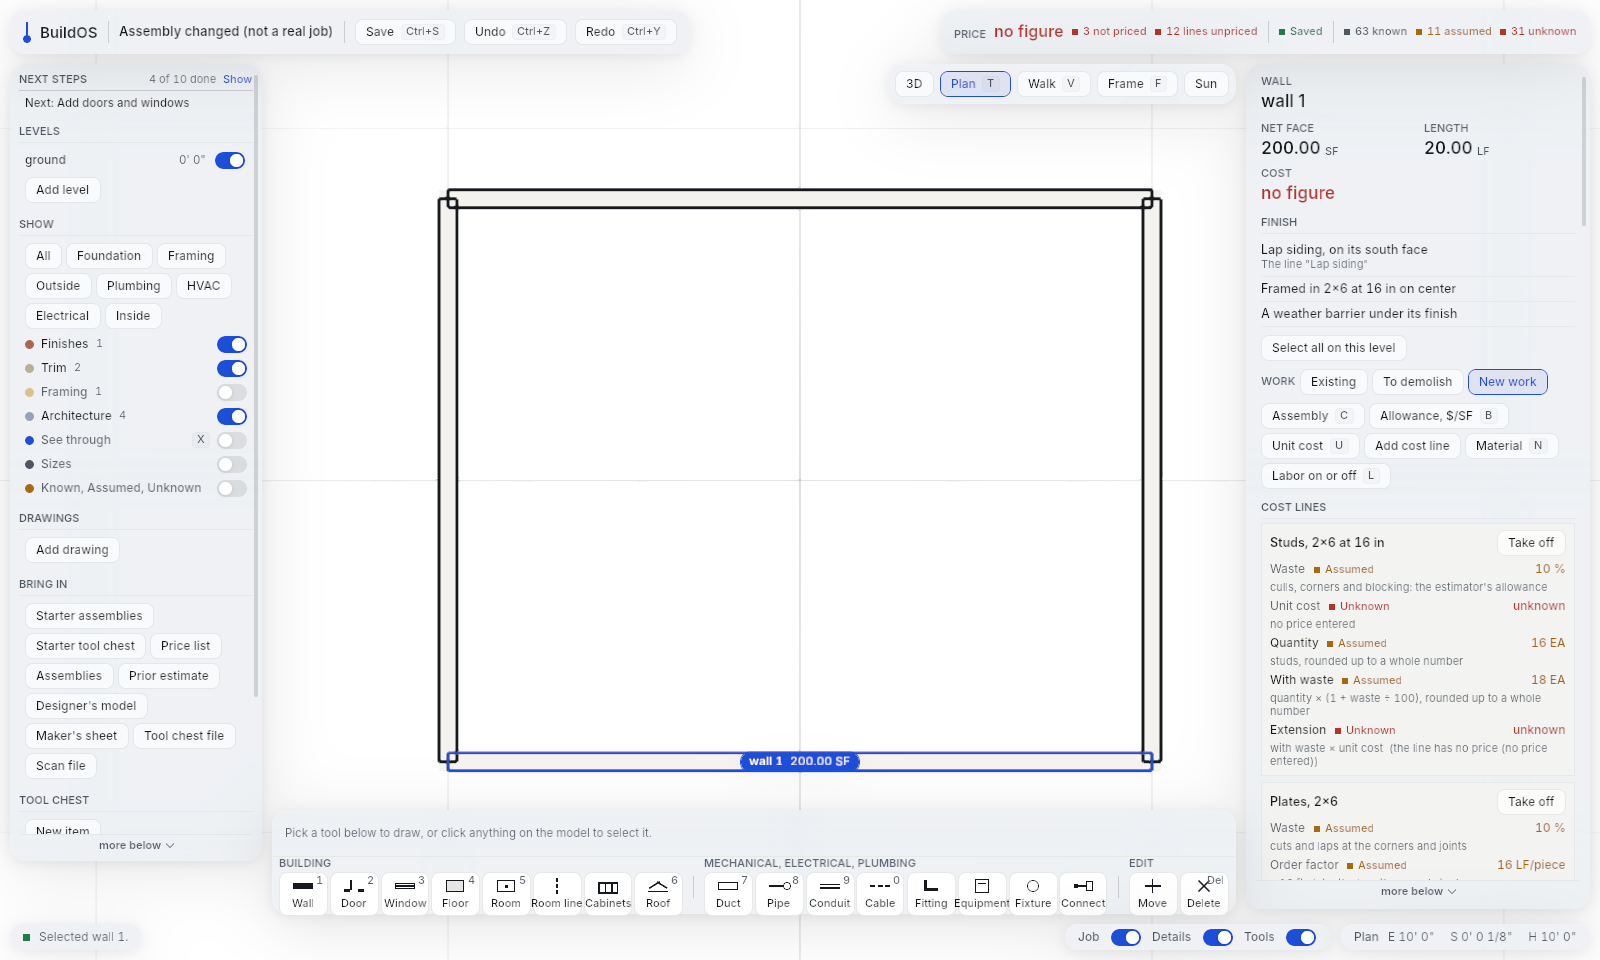 BuildOS
Assembly changed (not a real job)
Save Ctrl+S
Undo Ctrl+Z
Redo Ctrl+Y
PRICE no figure
3 not priced
12 lines unpriced
Saved
63 known
11 assumed
31 unknown
3D
Plan T
Walk V
Frame F
Sun
NEXT STEPS
4 of 10 done Show
Next: Add doors and windows
LEVELS
ground 0' 0"
Add level
SHOW
All Foundation Framing
Outside Plumbing HVAC
Electrical Inside
Finishes 1
Trim 2
Framing 1
Architecture 4
See through X
Sizes
Known, Assumed, Unknown
DRAWINGS
Add drawing
BRING IN
Starter assemblies
Starter tool chest Price list
Assemblies Prior estimate
Designer's model
Maker's sheet Tool chest file
Scan file
TOOL CHEST
New item
more below
wall 1 200.00 SF
Pick a tool below to draw, or click anything on the model to select it.
BUILDING
Wall 1
Door 2
Window 3
Floor 4
Room 5
Room line
Cabinets
Roof 6
MECHANICAL, ELECTRICAL, PLUMBING
Duct 7
Pipe 8
Conduit 9
Cable 0
Fitting
Equipment
Fixture
Connect
EDIT
Move
Delete Del
WALL
wall 1
NET FACE LENGTH
200.00 SF 20.00 LF
COST
no figure
FINISH
Lap siding, on its south face
The line "Lap siding"
Framed in 2×6 at 16 in on center
A weather barrier under its finish
Select all on this level
WORK Existing To demolish New work
Assembly C Allowance, $/SF B
Unit cost U Add cost line Material N
Labor on or off L
COST LINES
Studs, 2×6 at 16 in Take off
Waste Assumed 10 %
culls, corners and blocking: the estimator's allowance
Unit cost Unknown unknown
no price entered
Quantity Assumed 16 EA
studs, rounded up to a whole number
With waste Assumed 18 EA
quantity × (1 + waste ÷ 100), rounded up to a whole
number
Extension Unknown unknown
with waste × unit cost (the line has no price (no price
entered))
Plates, 2×6 Take off
Waste Assumed 10 %
cuts and laps at the corners and joints
Order factor Assumed 16 LF/piece
more below
Selected wall 1.
Job Details Tools
Plan E 10' 0" S 0' 0 1/8" H 10' 0"